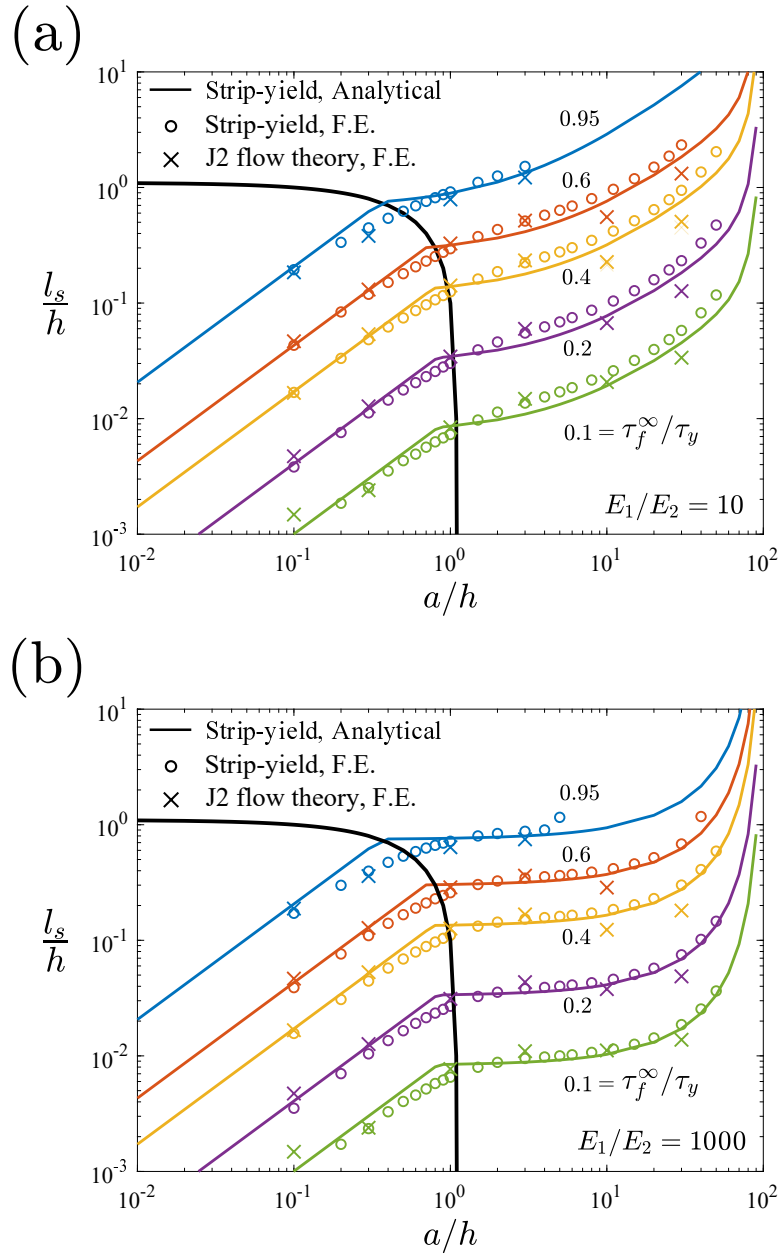 (a)
10^1
10^0
10^-1
10^-2
10^-3
l_s/h
Strip-yield, Analytical
Strip-yield, F.E.
J2 flow theory, F.E.
0.95
0.6
0.4
0.2
0.1 = τ_f^∞/τ_y
E_1/E_2 = 10
10^-2 10^-1 10^0 10^1 10^2
a/h
(b)
10^1
10^0
10^-1
10^-2
10^-3
l_s/h
Strip-yield, Analytical
Strip-yield, F.E.
J2 flow theory, F.E.
0.95
0.6
0.4
0.2
0.1 = τ_f^∞/τ_y
E_1/E_2 = 1000
10^-2 10^-1 10^0 10^1 10^2
a/h